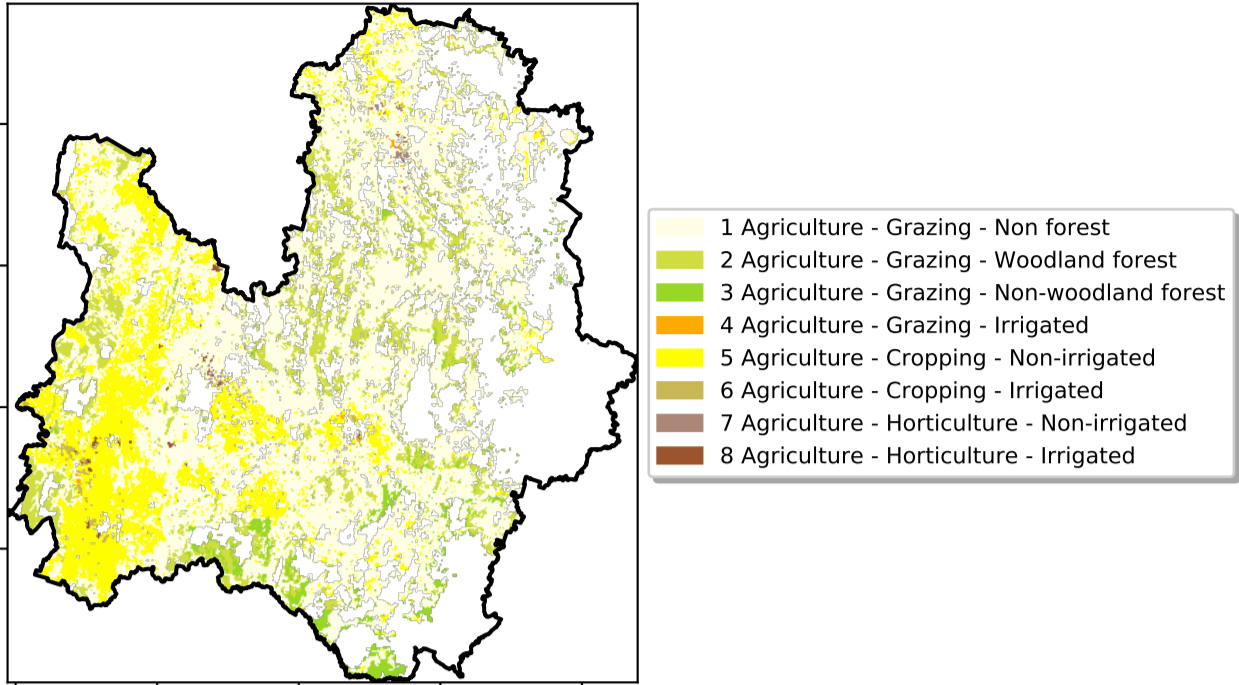 1 Agriculture - Grazing - Non forest
2 Agriculture - Grazing - Woodland forest
3 Agriculture - Grazing - Non-woodland forest
4 Agriculture - Grazing - Irrigated
5 Agriculture - Cropping - Non-irrigated
6 Agriculture - Cropping - Irrigated
7 Agriculture - Horticulture - Non-irrigated
8 Agriculture - Horticulture - Irrigated